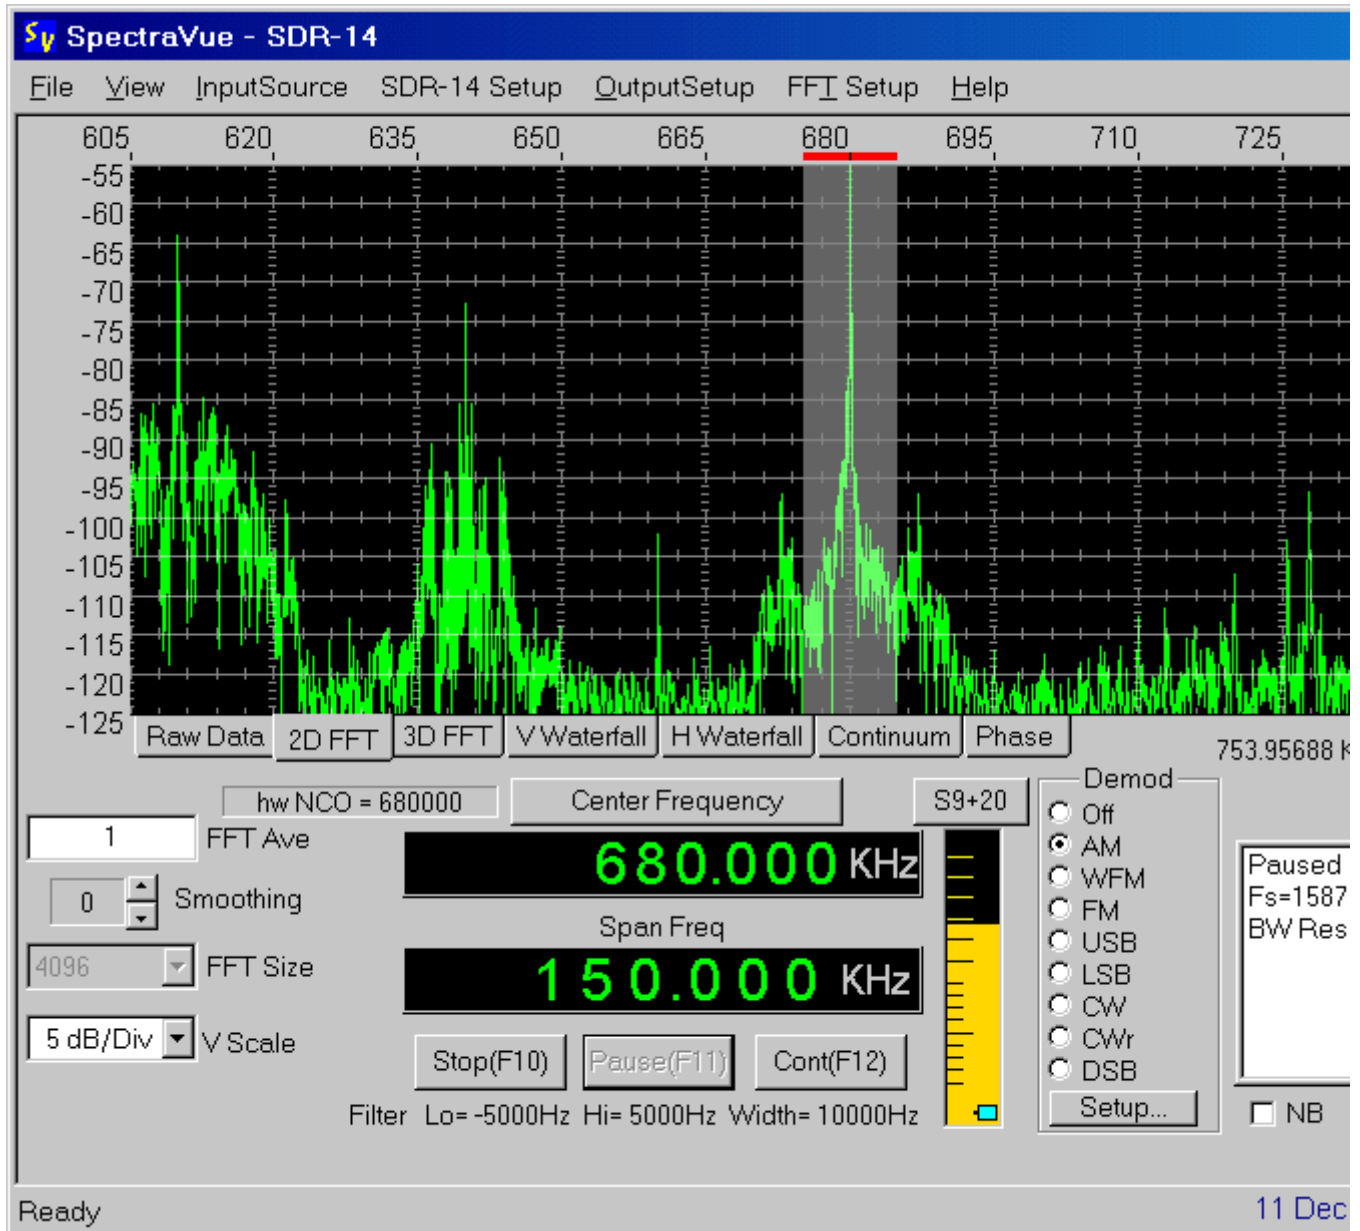 SV SpectraVue - SDR-14
File View InputSource SDR-14 Setup OutputSetup FFT Setup Help
605 620 635 650 665 680 695 710 725
-55
-60
-65
-70
-75
-80
-85
-90
-95
-100
-105
-110
-115
-120
-125
Raw Data 2D FFT 3D FFT V Waterfall H Waterfall Continuum Phase
753.95688 K
hw NCO = 680000 Center Frequency S9+20 Demod
1 FFT Ave
680.000 KHz
0 Smoothing
Span Freq
4096 FFT Size
150.000 KHz
5 dB/Div V Scale
Stop(F10) Pause(F11) Cont(F12)
Filter Lo= -5000Hz Hi= 5000Hz Width= 10000Hz
Off
AM
WFM
FM
USB
LSB
CW
CWr
DSB
Setup...
Paused
Fs=1587
BW Res
NB
Ready 11 Dec